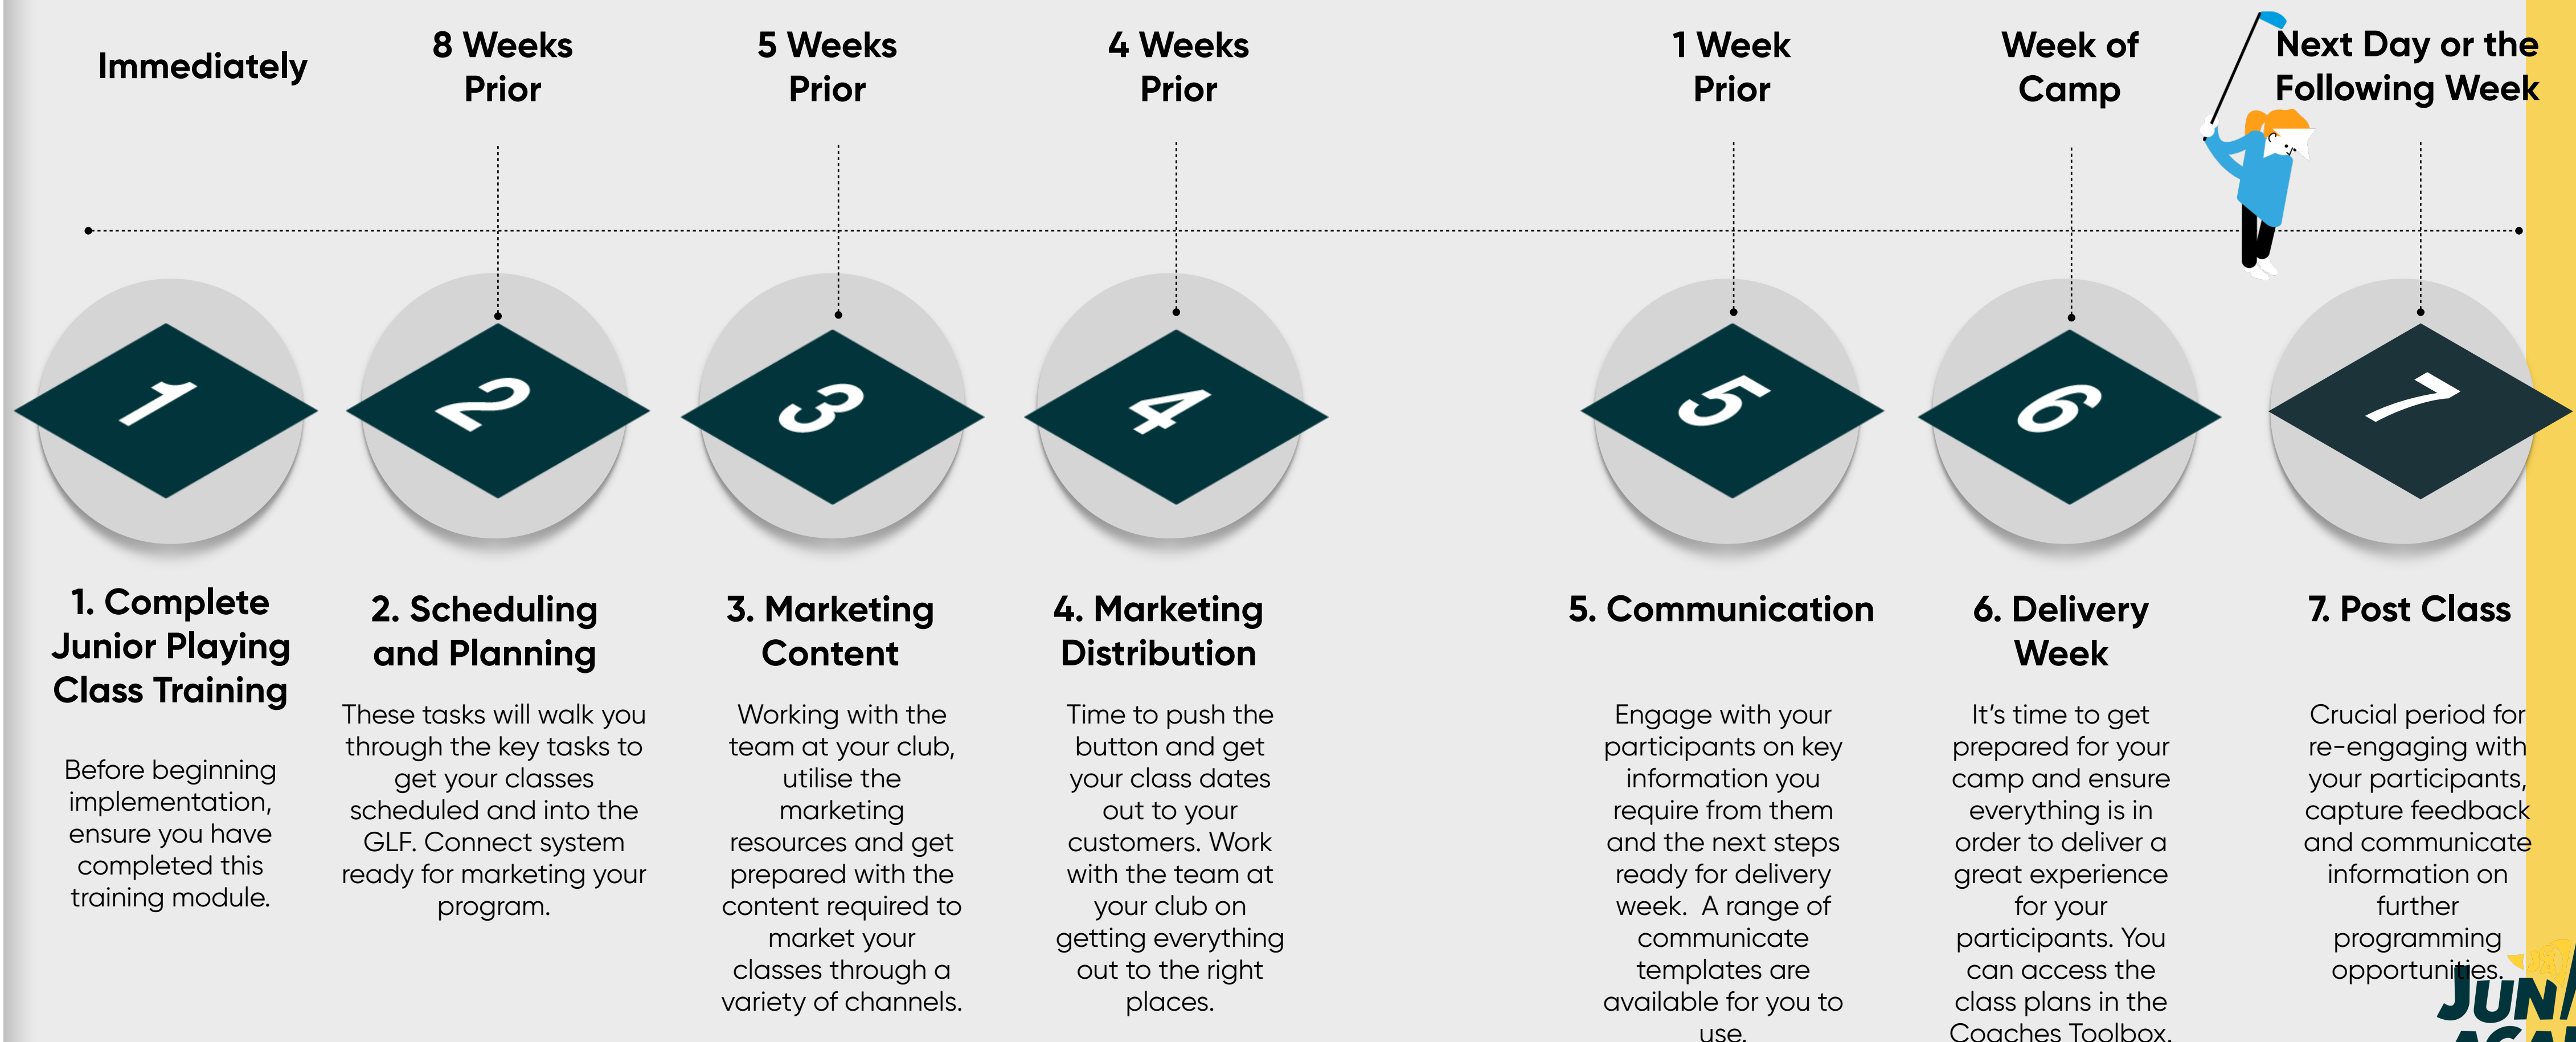 Immediately
8 Weeks
Prior
5 Weeks
Prior
4 Weeks
Prior
1 Week
Prior
Week of
Camp
Next Day or the
Following Week
1
2
3
4
5
6
7
1. Complete
Junior Playing
Class Training
Before beginning
implementation,
ensure you have
completed this
training module.
2. Scheduling
and Planning
These tasks will walk you
through the key tasks to
get your classes
scheduled and into the
GLF. Connect system
ready for marketing your
program.
3. Marketing
Content
Working with the
team at your club,
utilise the
marketing
resources and get
prepared with the
content required to
market your
classes through a
variety of channels.
4. Marketing
Distribution
Time to push the
button and get
your class dates
out to your
customers. Work
with the team at
your club on
getting everything
out to the right
places.
5. Communication
Engage with your
participants on key
information you
require from them
and the next steps
ready for delivery
week.  A range of
communicate
templates are
available for you to
use.
6. Delivery
Week
It’s time to get
prepared for your
camp and ensure
everything is in
order to deliver a
great experience
for your
participants. You
can access the
class plans in the
Coaches Toolbox.
7. Post Class
Crucial period for
re-engaging with
your participants,
capture feedback
and communicate
information on
further
programming
opportunities.